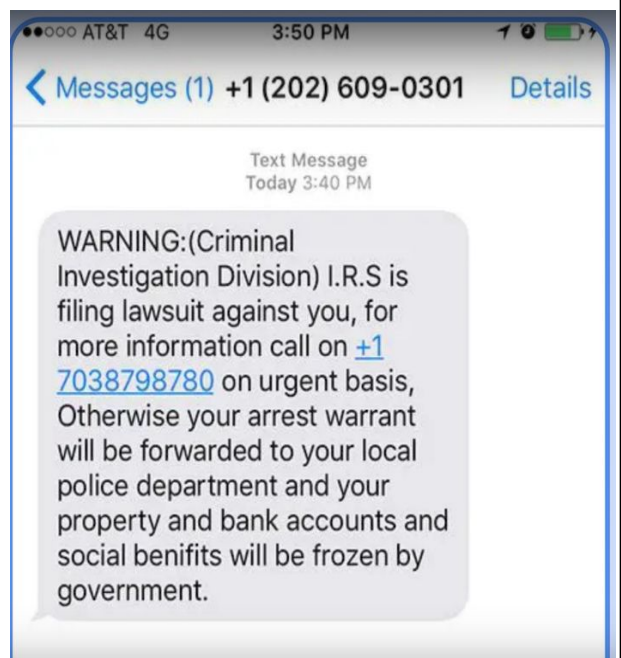 ●●○○○ AT&T 4G 3:50 PM
Messages (1) +1 (202) 609-0301 Details
Text Message
Today 3:40 PM
WARNING:(Criminal
Investigation Division) I.R.S is
filing lawsuit against you, for
more information call on +1
7038798780 on urgent basis,
Otherwise your arrest warrant
will be forwarded to your local
police department and your
property and bank accounts and
social benifits will be frozen by
government.